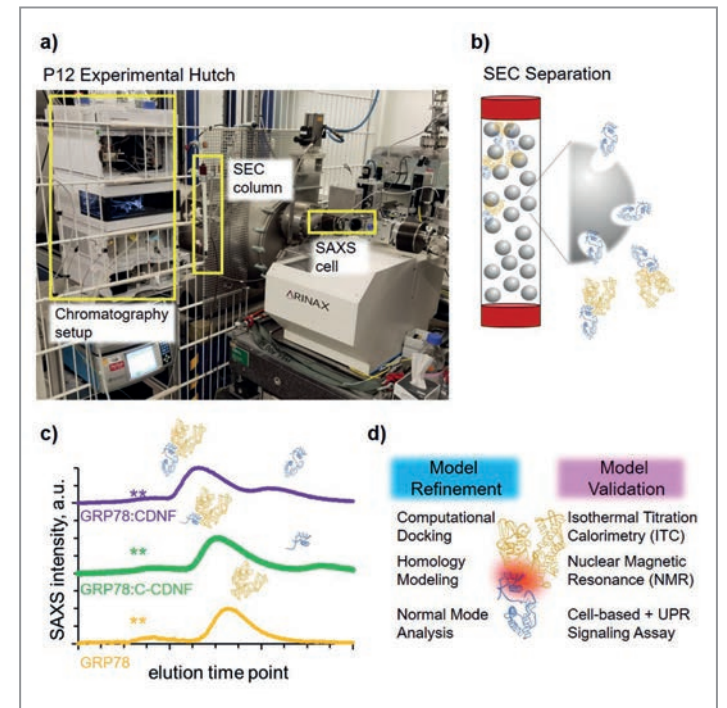 a)
P12 Experimental Hutch
SEC
column
SAXS
cell
Chromatography
setup
ARINAX
b)
SEC Separation
c)
SAXS intensity, a.u.
**
GRP78:CDNF
**
GRP78:C-CDNF
**
GRP78
elution time point
d)
Model
Refinement
Model
Validation
Computational
Docking
Isothermal Titration
Calorimetry (ITC)
Homology
Modeling
Nuclear Magnetic
Resonance (NMR)
Normal Mode
Analysis
Cell-based + UPR
Signaling Assay